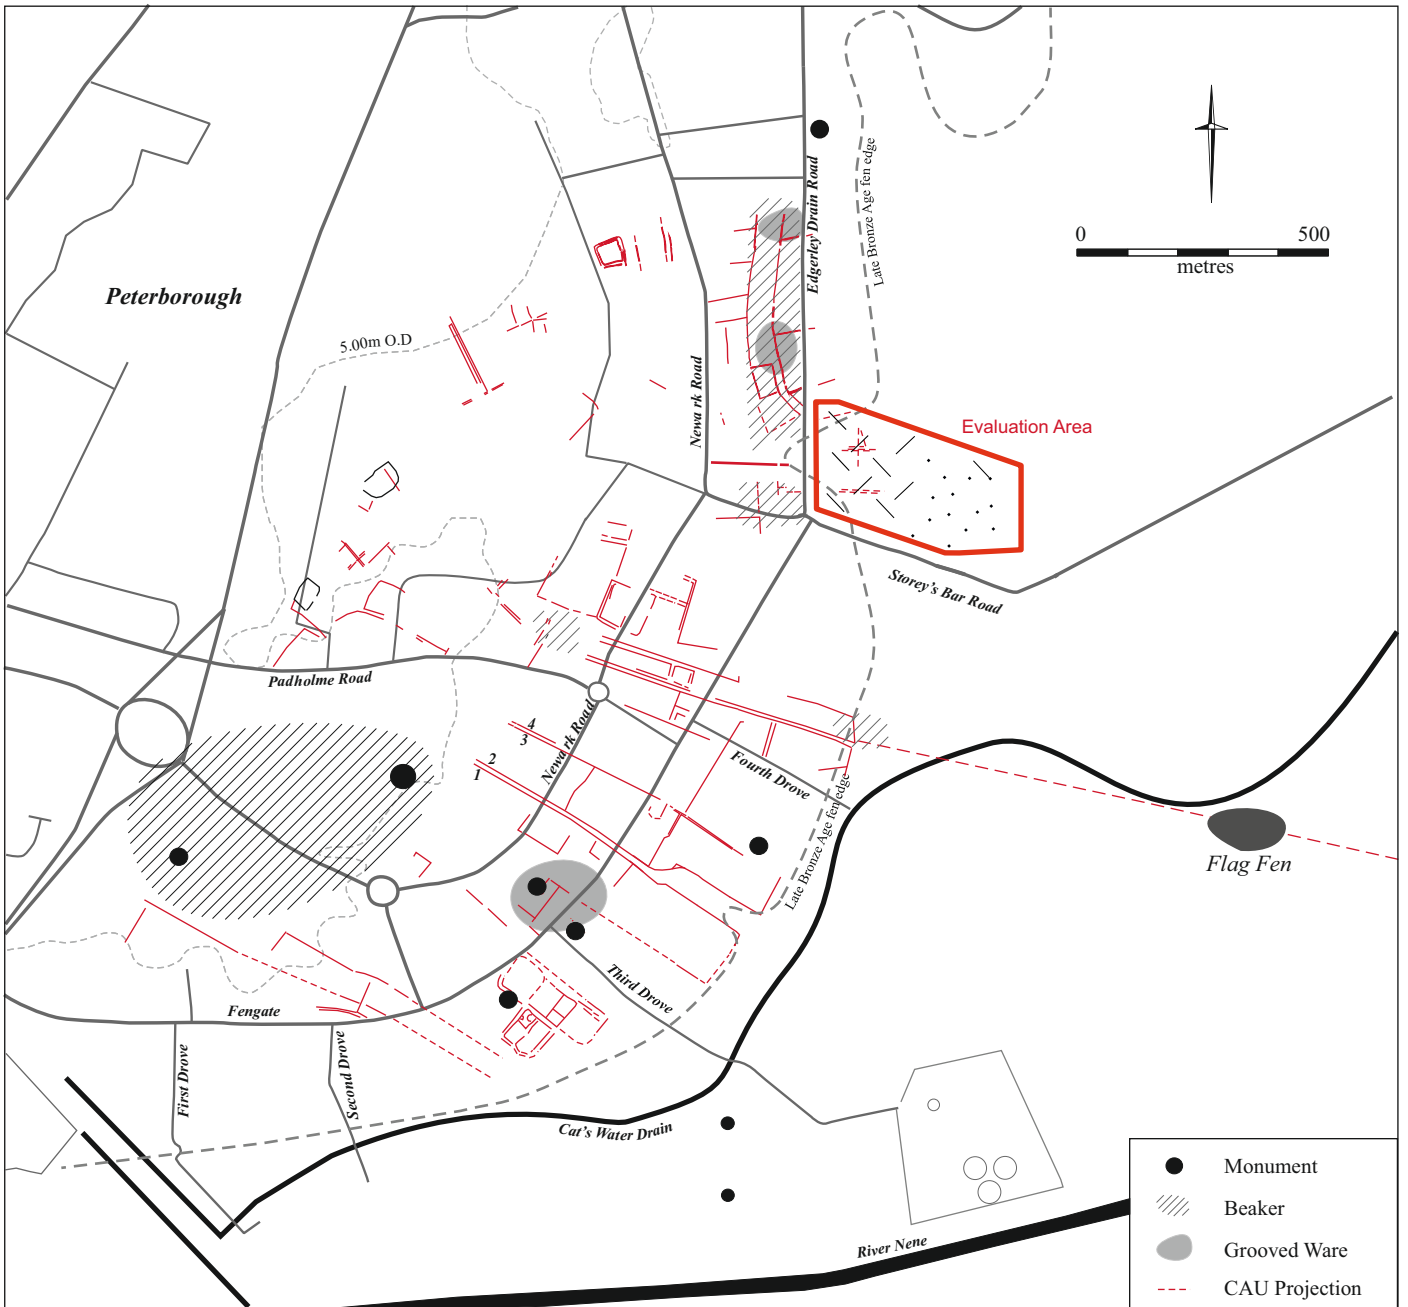 Edgerley Drain Road
Late Bronze Age fen edge
0 500
metres
Peterborough
5.00m O.D
Newa rk Road
Evaluation Area
Storey's Bar Road
Padholme Road
4
3
2
1
Newa rk Road
Fourth Drove
Late Bronze Age fen edge
Flag Fen
Third Drove
Fengate
First Drove
Second Drove
Cat's Water Drain
River Nene
Monument
Beaker
Grooved Ware
CAU Projection